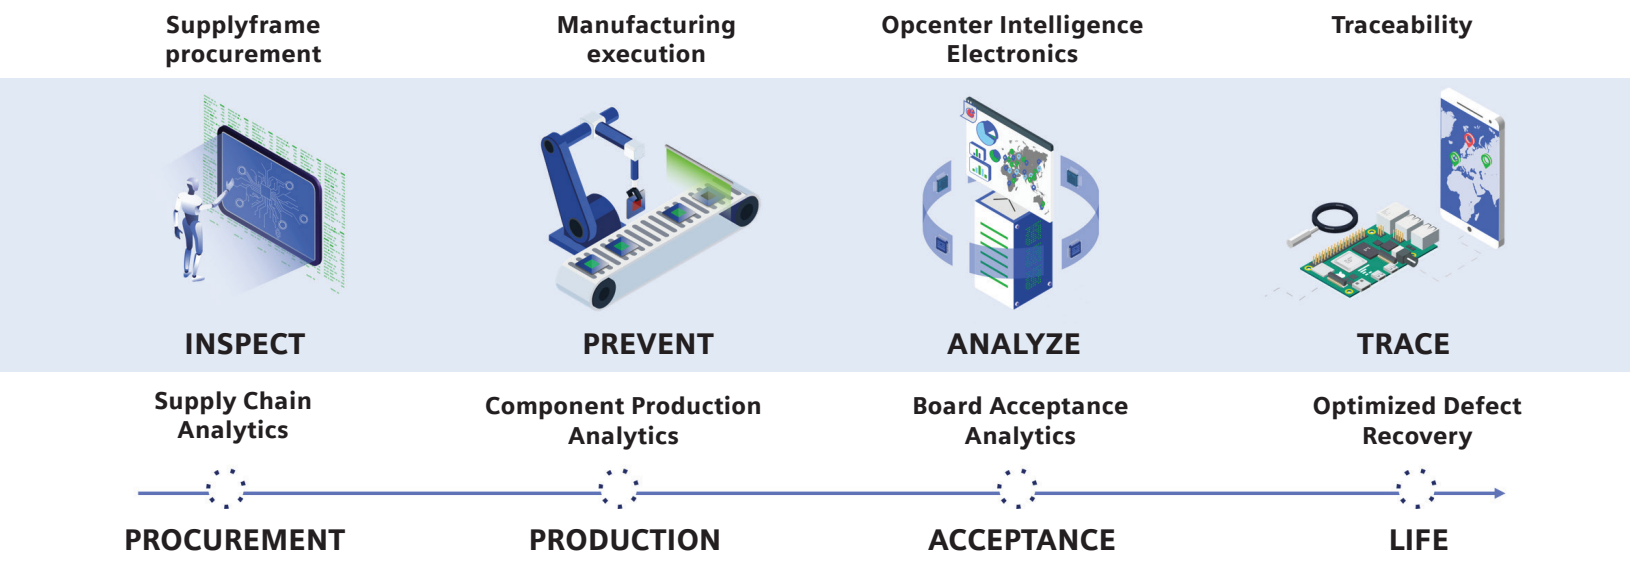 Supplyframe
procurement
Manufacturing
execution
Opcenter Intelligence
Electronics
Traceability
INSPECT
PREVENT
ANALYZE
TRACE
Supply Chain
Analytics
Component Production
Analytics
Board Acceptance
Analytics
Optimized Defect
Recovery
PROCUREMENT
PRODUCTION
ACCEPTANCE
LIFE